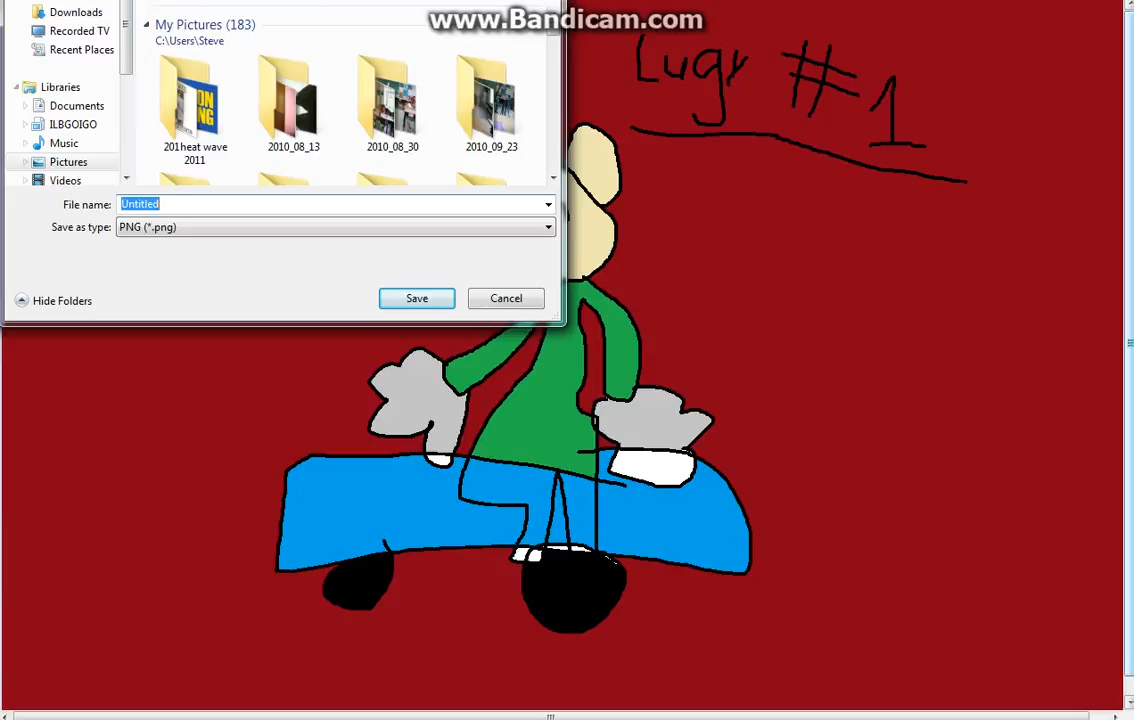 www.Bandicam.com
Downloads
Recorded TV
Recent Places
Libraries
Documents
ILBGOIGO
Music
Pictures
Videos
My Pictures (183)
C:\Users\Steve
201heat wave
2011
2010_08_13
2010_08_30
2010_09_23
File name: Untitled
Save as type: PNG (*.png)
Hide Folders
Save
Cancel
#1